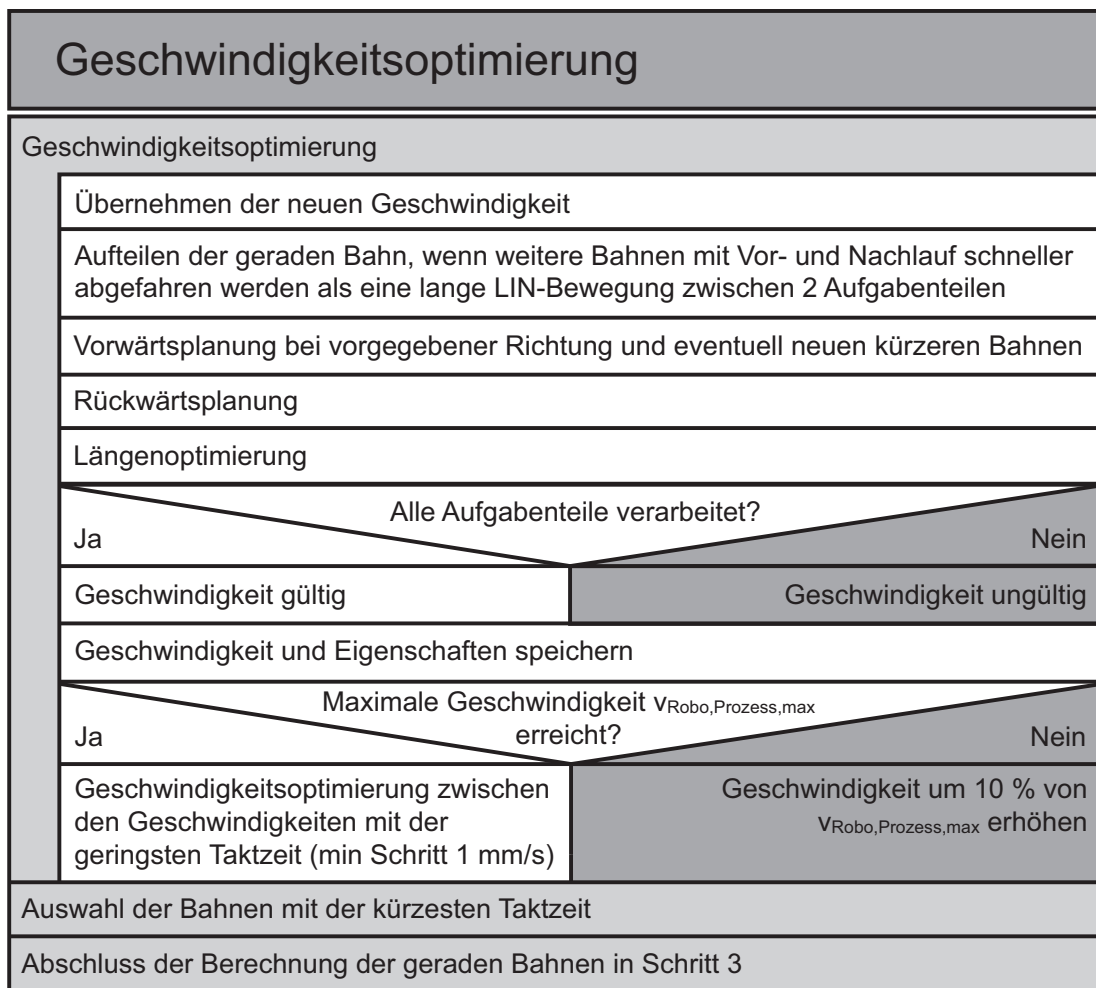 Geschwindigkeitsoptimierung
Geschwindigkeitsoptimierung
Übernehmen der neuen Geschwindigkeit
Aufteilen der geraden Bahn, wenn weitere Bahnen mit Vor- und Nachlauf schneller
abgefahren werden als eine lange LIN-Bewegung zwischen 2 Aufgabenteilen
Vorwärtsplanung bei vorgegebener Richtung und eventuell neuen kürzeren Bahnen
Rückwärtsplanung
Längenoptimierung
Alle Aufgabenteile verarbeitet?
Ja
Nein
Geschwindigkeit gültig
Geschwindigkeit ungültig
Geschwindigkeit und Eigenschaften speichern
Maximale Geschwindigkeit vRobo,Prozess,max
erreicht?
Ja
Nein
Geschwindigkeitsoptimierung zwischen
den Geschwindigkeiten mit der
geringsten Taktzeit (min Schritt 1 mm/s)
Geschwindigkeit um 10 % von
vRobo,Prozess,max erhöhen
Auswahl der Bahnen mit der kürzesten Taktzeit
Abschluss der Berechnung der geraden Bahnen in Schritt 3